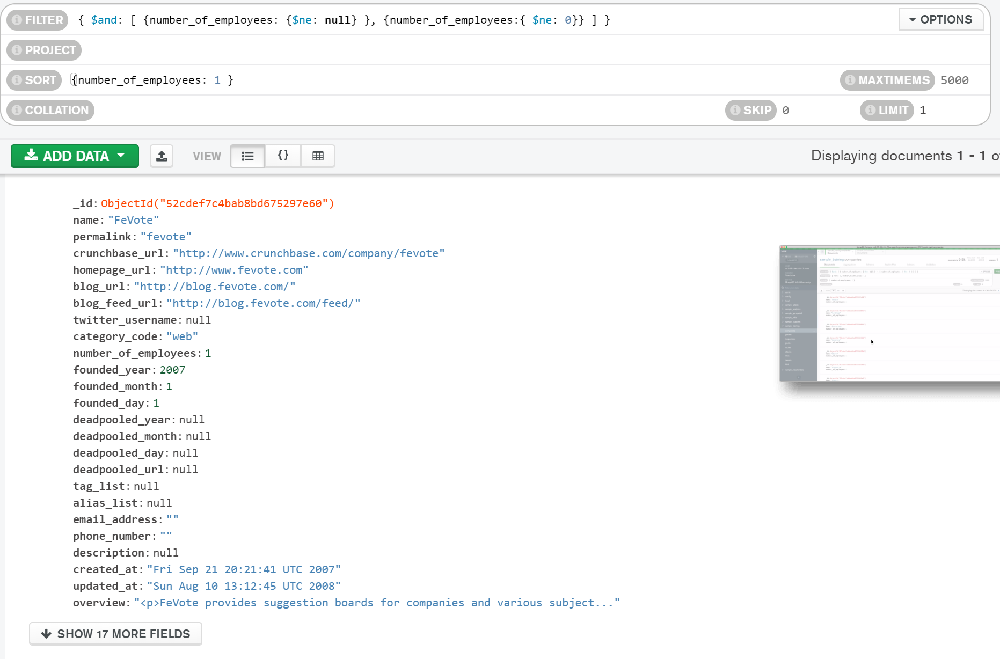 FILTER { $and: [ {number_of_employees: {$ne: null} }, {number_of_employees:{ $ne: 0}} ] } OPTIONS
PROJECT
SORT {number_of_employees: 1 } MAXTIMEMS 5000
COLLATION SKIP 0 LIMIT 1
ADD DATA VIEW {} Displaying documents 1 - 1
_id: ObjectId("52cdef7c4bab8bd675297e60")
name: "FeVote"
permalink: "fevote"
crunchbase_url: "http://www.crunchbase.com/company/fevote"
homepage_url: "http://www.fevote.com"
blog_url: "http://blog.fevote.com/"
blog_feed_url: "http://blog.fevote.com/feed/"
twitter_username: null
category_code: "web"
number_of_employees: 1
founded_year: 2007
founded_month: 1
founded_day: 1
deadpooled_year: null
deadpooled_month: null
deadpooled_day: null
deadpooled_url: null
tag_list: null
alias_list: null
email_address: ""
phone_number: ""
description: null
created_at: "Fri Sep 21 20:21:41 UTC 2007"
updated_at: "Sun Aug 10 13:12:45 UTC 2008"
overview: "<p>FeVote provides suggestion boards for companies and various subject..."
SHOW 17 MORE FIELDS
sample_training.companies